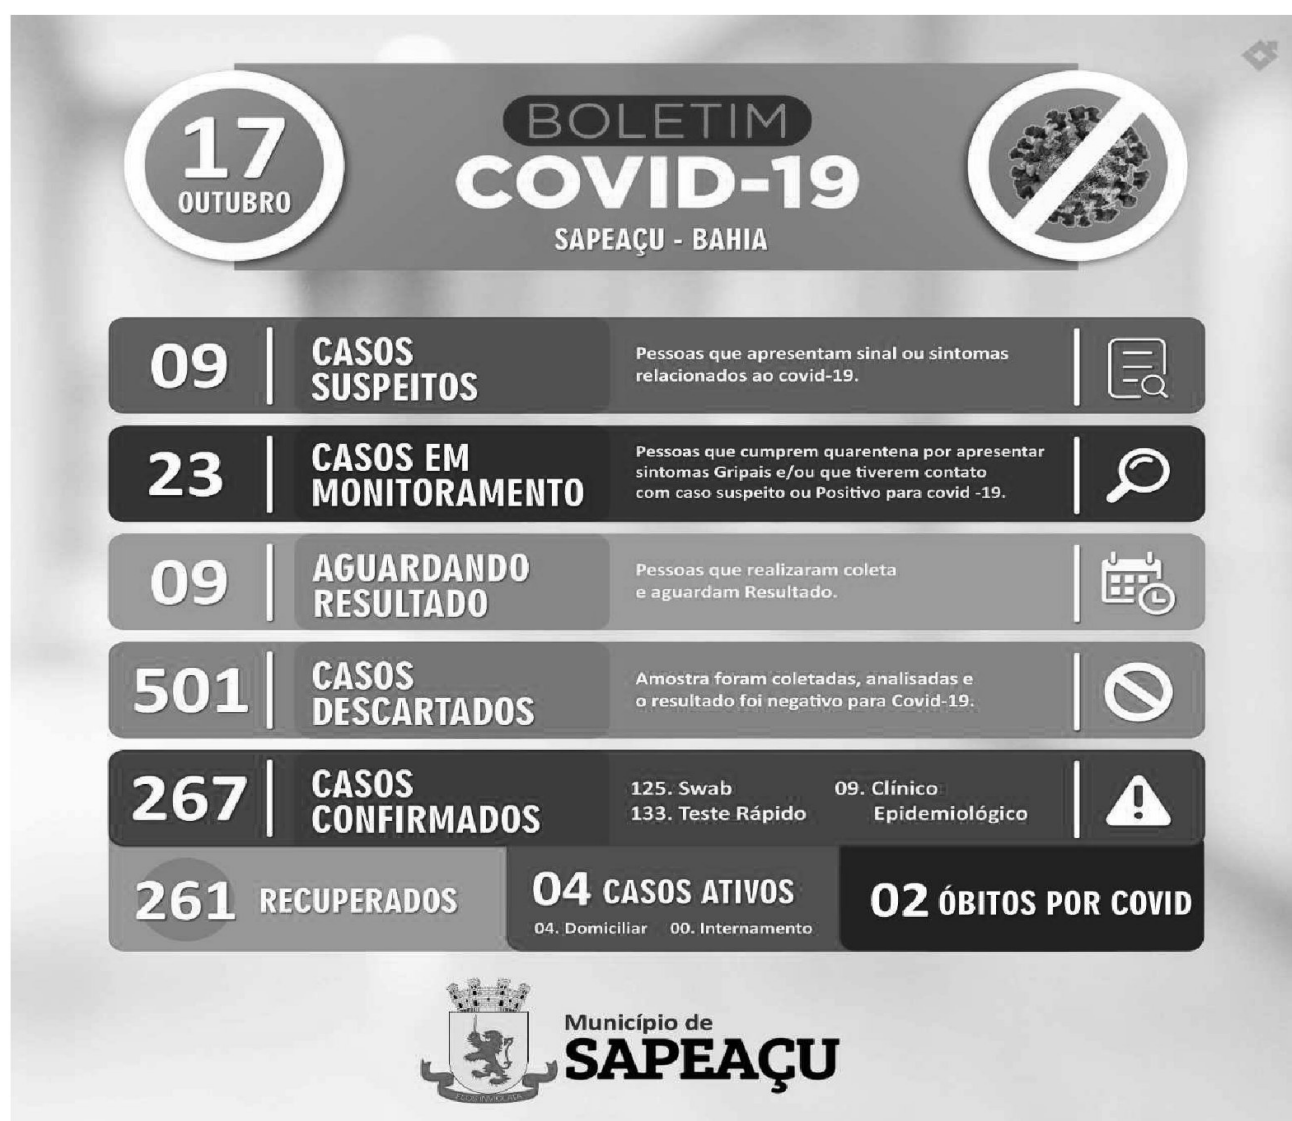 17
OUTUBRO
BOLETIM
COVID-19
SAPEAÇU - BAHIA
09
CASOS
SUSPEITOS
Pessoas que apresentam sinal ou sintomas
relacionados ao covid-19.
23
CASOS EM
MONITORAMENTO
Pessoas que cumprem quarentena por apresentar
sintomas Gripais e/ou que tiverem contato
com caso suspeito ou Positivo para covid -19.
09
AGUARDANDO
RESULTADO
Pessoas que realizaram coleta
e aguardam Resultado.
501
CASOS
DESCARTADOS
Amostra foram coletadas, analisadas e
o resultado foi negativo para Covid-19.
267
CASOS
CONFIRMADOS
125. Swab
133. Teste Rápido
09. Clínico
Epidemiológico
261 RECUPERADOS
04 CASOS ATIVOS
04. Domiciliar 00. Internamento
02 ÓBITOS POR COVID
Município de
SAPEAÇU